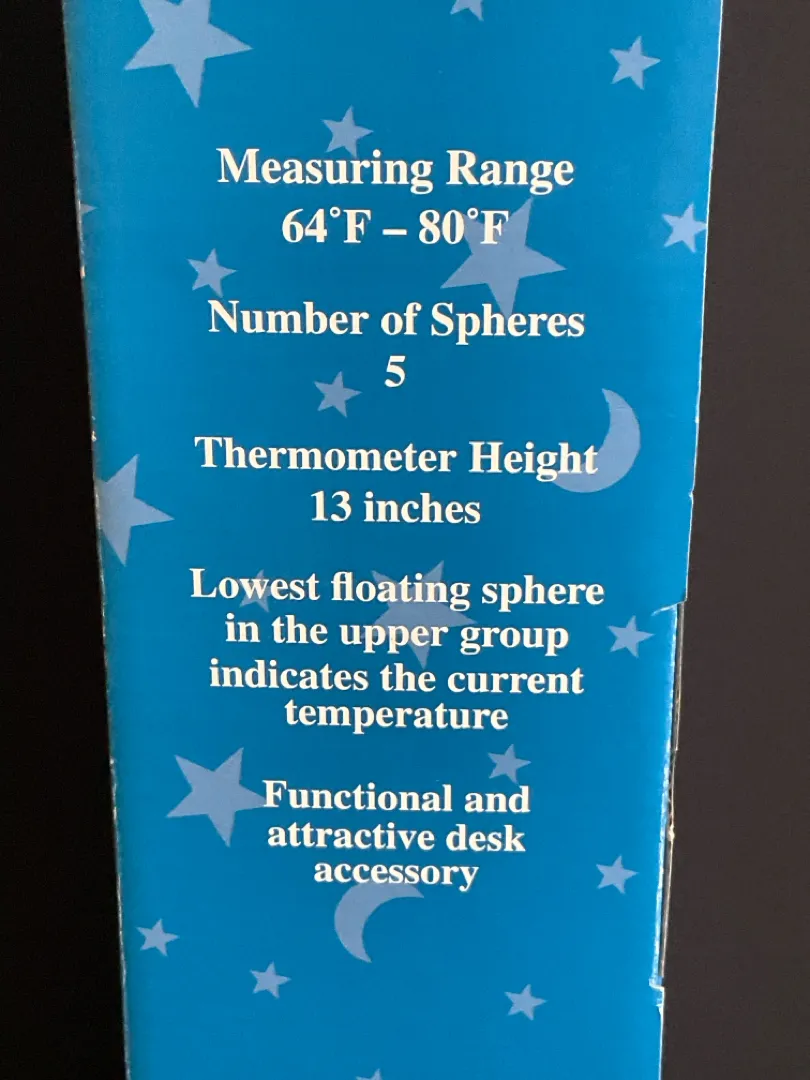 Measuring Range
64°F – 80°F
Number of Spheres
5
Thermometer Height
13 inches
Lowest floating sphere
in the upper group
indicates the current
temperature
Functional and
attractive desk
accessory